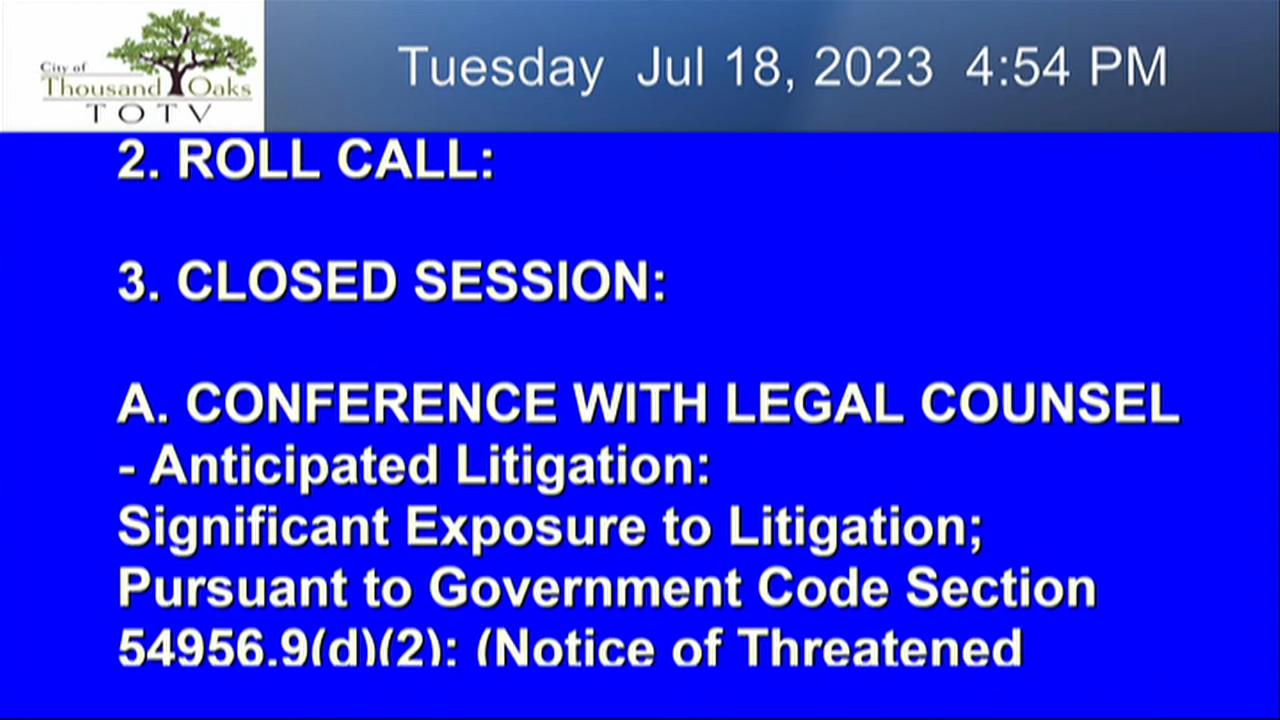 City of
Thousand Oaks
TOTV
Tuesday Jul 18, 2023 4:54 PM
2. ROLL CALL:
3. CLOSED SESSION:
A. CONFERENCE WITH LEGAL COUNSEL
- Anticipated Litigation:
Significant Exposure to Litigation;
Pursuant to Government Code Section
54956.9(d)(2): (Notice of Threatened